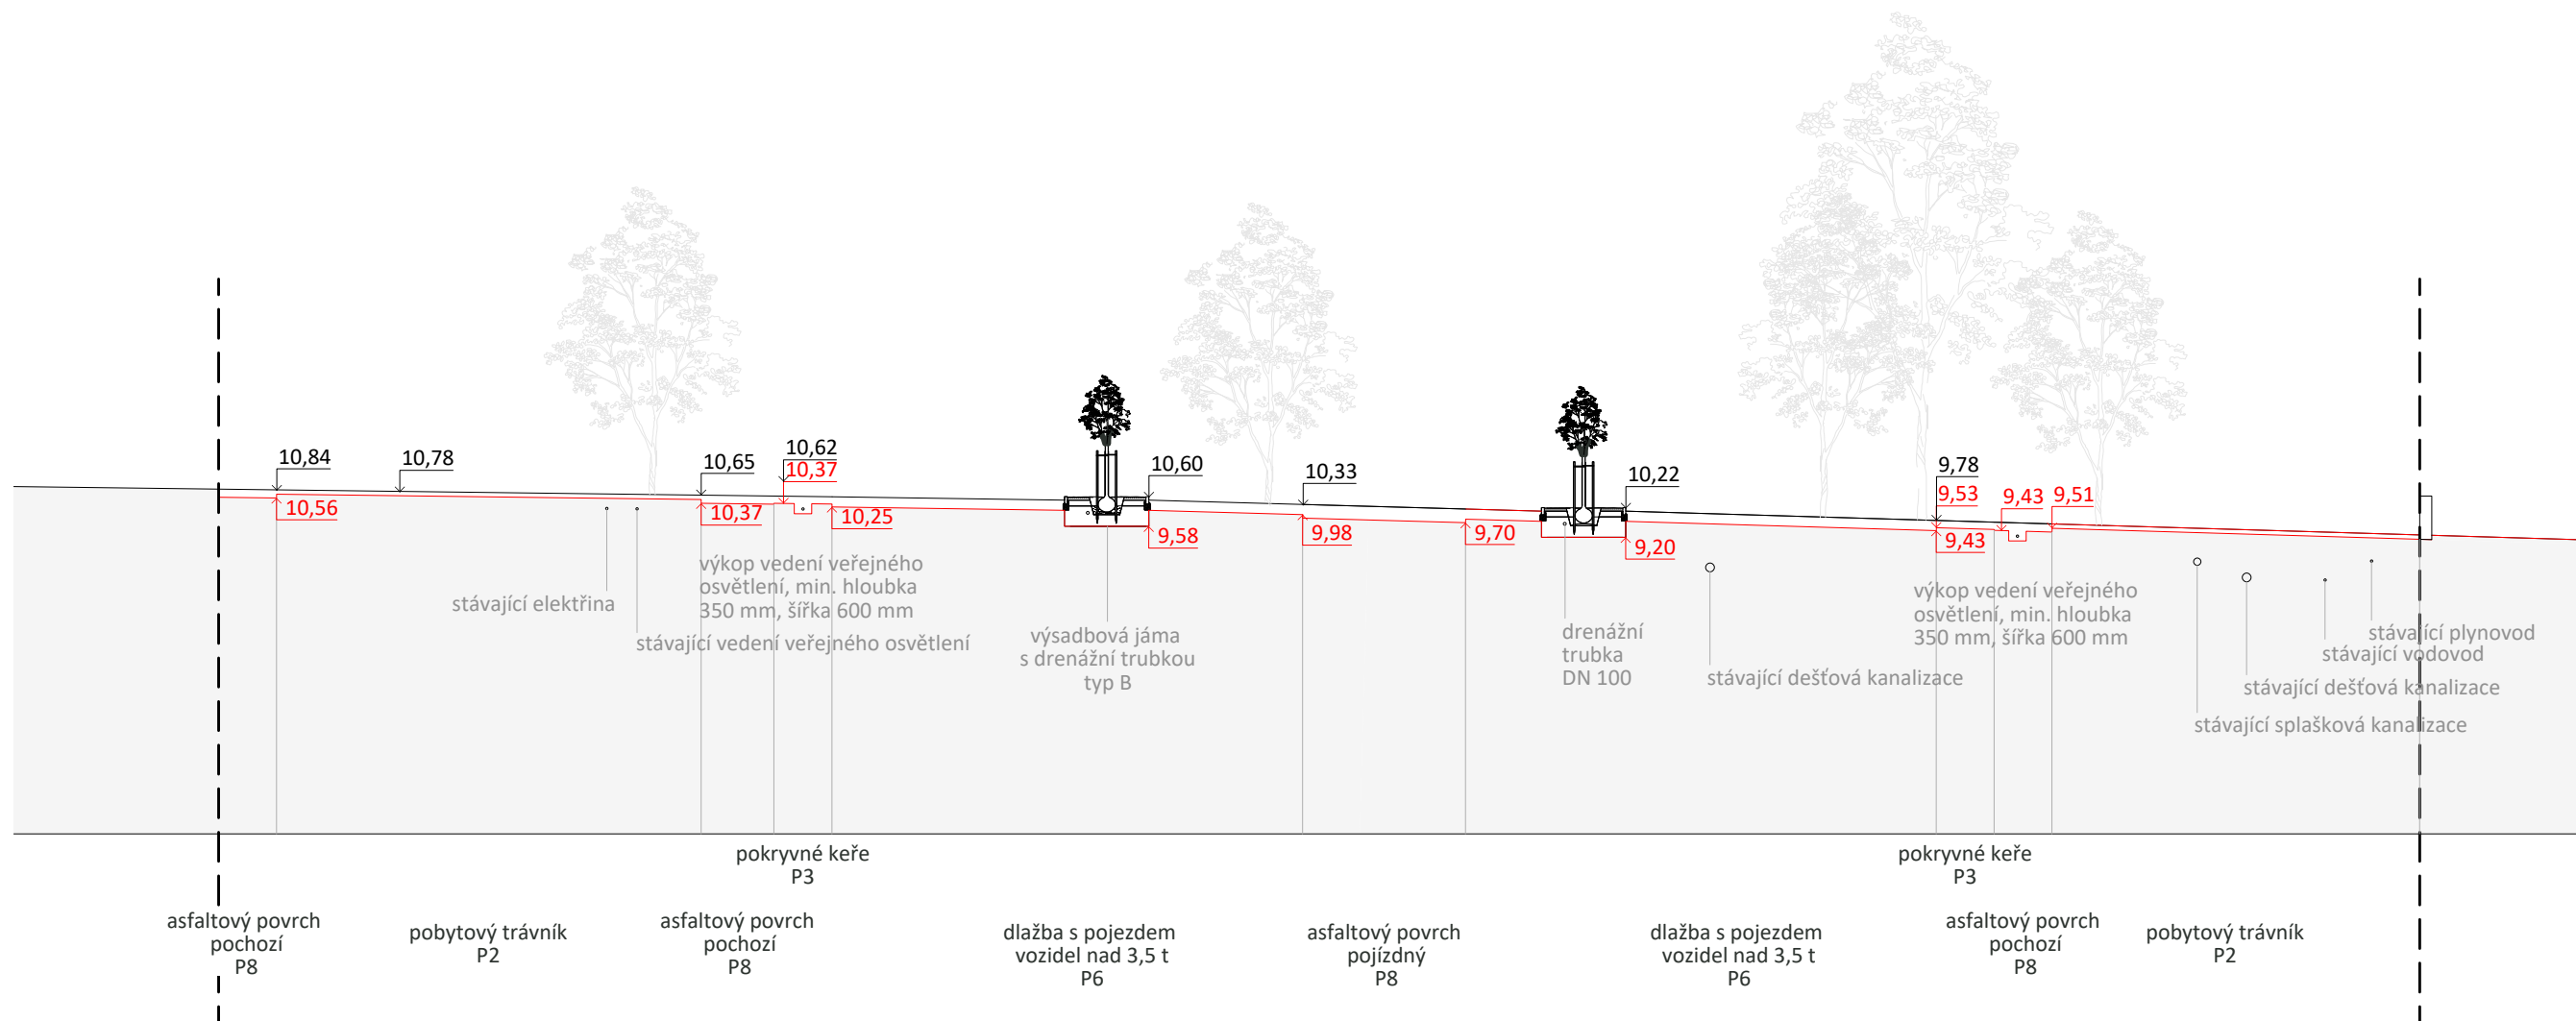 10,84
10,78
10,65
10,62
10,37
10,60
10,33
10,22
9,78
9,53
9,43
9,51
10,56
10,37
10,25
9,58
9,98
9,70
9,20
9,43
stávající elektřina
výkop vedení veřejného
osvětlení, min. hloubka
350 mm, šířka 600 mm
stávající vedení veřejného osvětlení
výsadbová jáma
s drenážní trubkou
typ B
drenážní
trubka
DN 100
stávající dešťová kanalizace
výkop vedení veřejného
osvětlení, min. hloubka
350 mm, šířka 600 mm
stávající plynovod
stávající vodovod
stávající dešťová kanalizace
stávající splašková kanalizace
pokryvné keře
P3
pokryvné keře
P3
asfaltový povrch
pochozí
P8
pobytový trávník
P2
asfaltový povrch
pochozí
P8
dlažba s pojezdem
vozidel nad 3,5 t
P6
asfaltový povrch
pojízdný
P8
dlažba s pojezdem
vozidel nad 3,5 t
P6
asfaltový povrch
pochozí
P8
pobytový trávník
P2